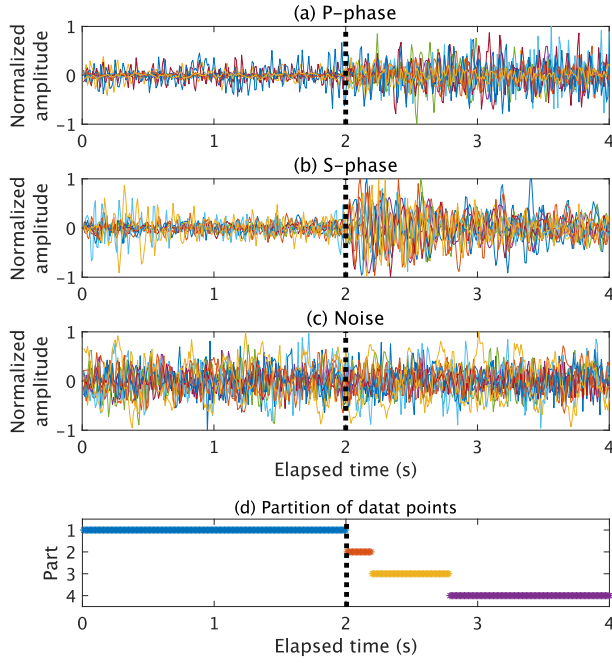 (a) P-phase
Normalized
amplitude
1
0
−1
0 1 2 3 4
(b) S-phase
Normalized
amplitude
1
0
−1
0 1 2 3 4
(c) Noise
Normalized
amplitude
1
0
−1
0 1 2 3 4
Elapsed time (s)
(d) Partition of datat points
Part
1
2
3
4
0 1 2 3 4
Elapsed time (s)